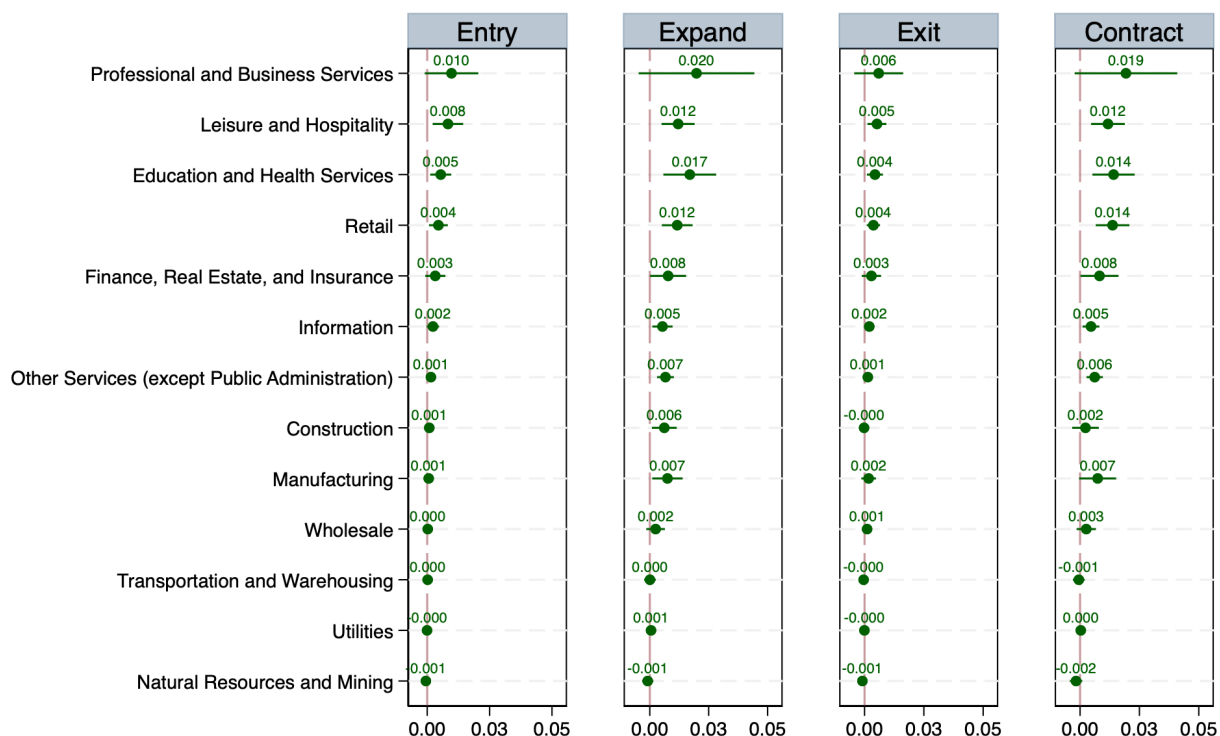 Entry Expand Exit Contract
Professional and Business Services 0.010 0.020 0.006 0.019
Leisure and Hospitality 0.008 0.012 0.005 0.012
Education and Health Services 0.005 0.017 0.004 0.014
Retail 0.004 0.012 0.004 0.014
Finance, Real Estate, and Insurance 0.003 0.008 0.003 0.008
Information 0.002 0.005 0.002 0.005
Other Services (except Public Administration) 0.001 0.007 0.001 0.006
Construction 0.001 0.006 -0.000 0.002
Manufacturing 0.001 0.007 0.002 0.007
Wholesale 0.000 0.002 0.001 0.003
Transportation and Warehousing 0.000 0.000 -0.000 -0.001
Utilities -0.000 0.001 -0.000 0.000
Natural Resources and Mining -0.001 -0.001 -0.001 -0.002
0.00 0.03 0.05 0.00 0.03 0.05 0.00 0.03 0.05 0.00 0.03 0.05